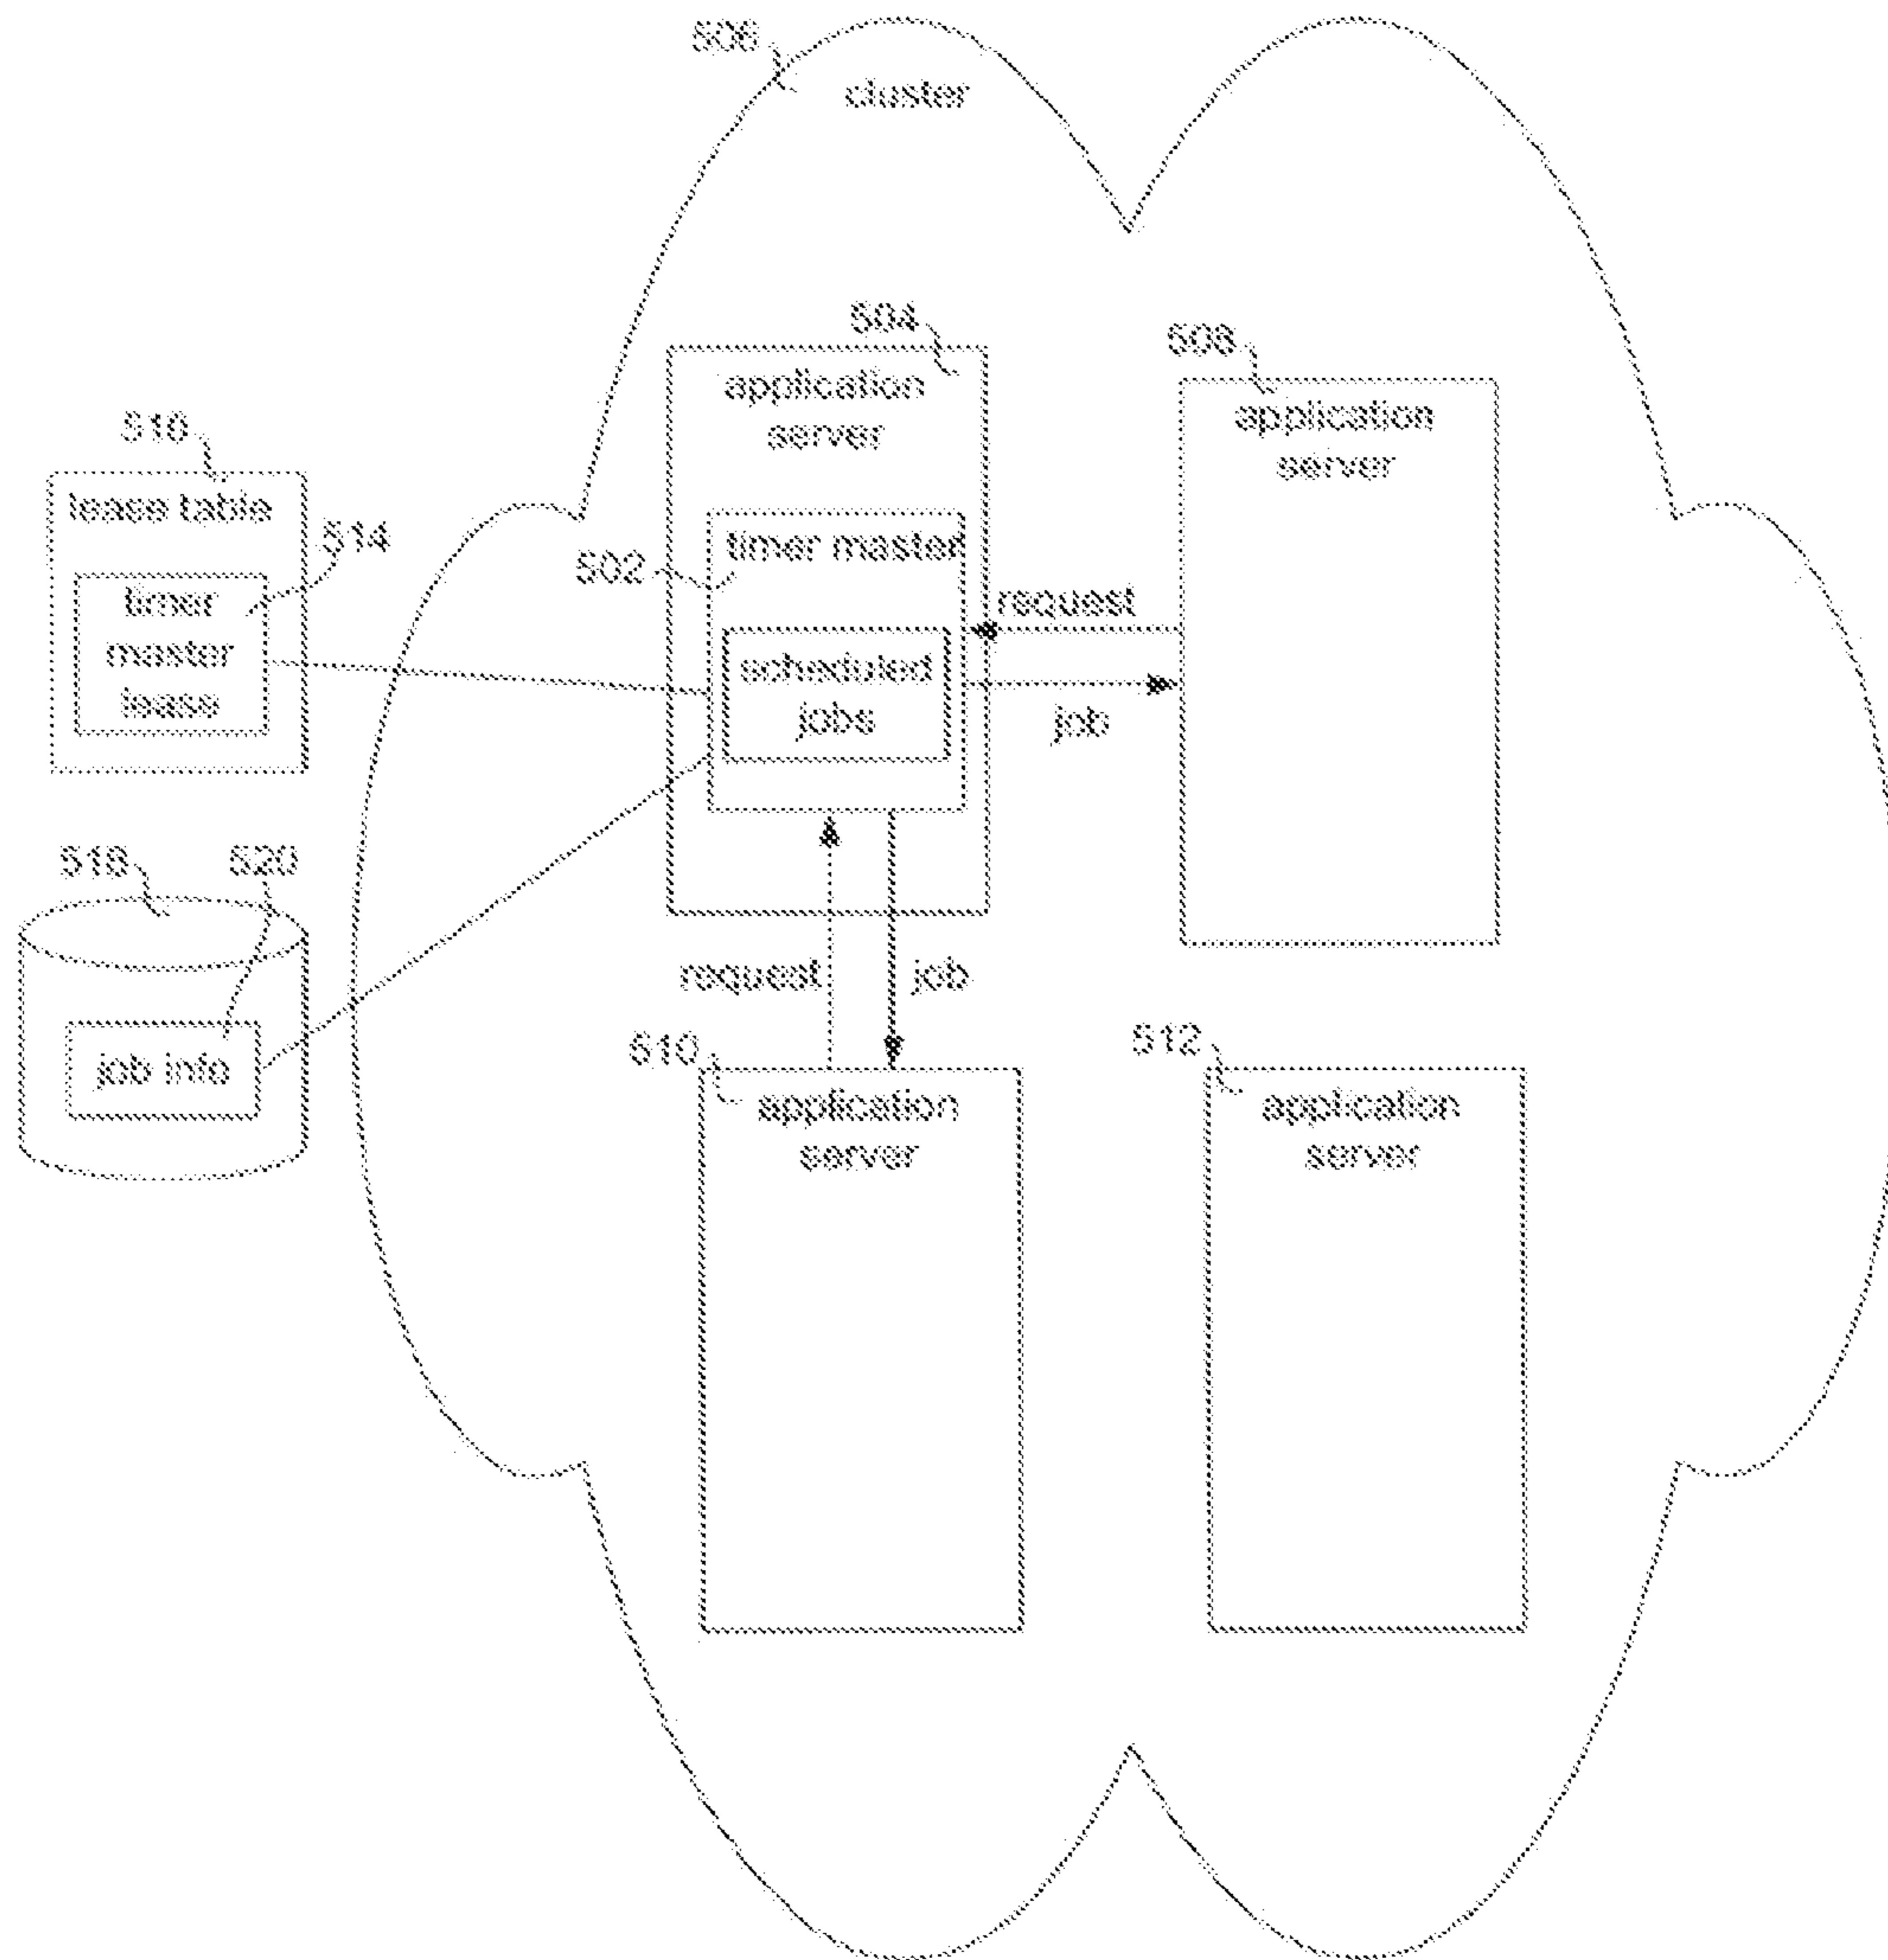 506
cluster
504
application
server
508
application
server
516
lease table
514
timer
master
lease
502
timer master
scheduled
jobs
request
job
518
520
job info
request
job
510
application
server
512
application
server